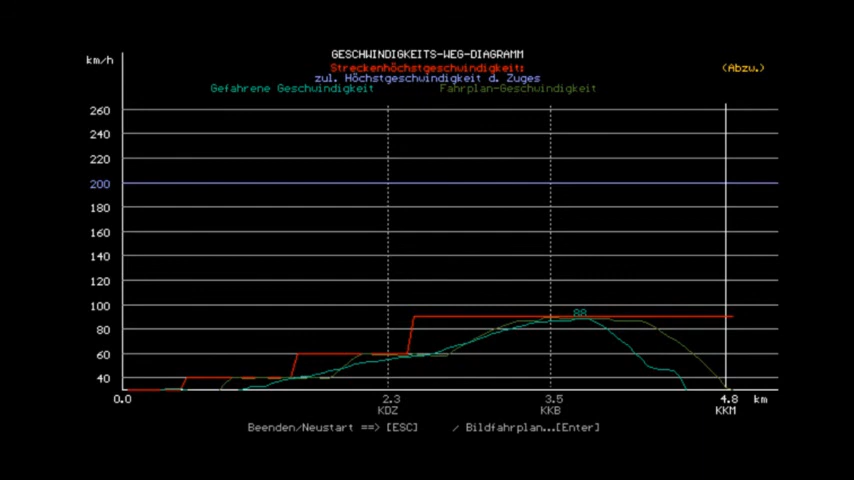 GESCHWINDIGKEITS-WEG-DIAGRAMM
km/h
Streckenhöchstgeschwindigkeit:
(Abzw.)
zul. Höchstgeschwindigkeit d. Zuges
Gefahrene Geschwindigkeit Fahrplan-Geschwindigkeit
260
240
220
200
180
160
140
120
100
88
80
60
40
0.0 2.3 3.5 4.8 km
KDZ KKB KKM
Beenden/Neustart ==> [ESC] / Bildfahrplan...[Enter]